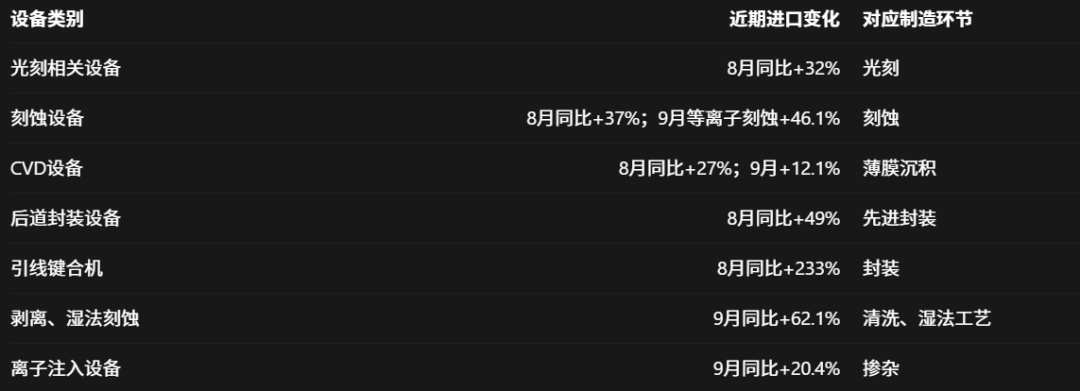 设备类别 近期进口变化 对应制造环节
光刻相关设备 8月同比+32% 光刻
刻蚀设备 8月同比+37%；9月等离子刻蚀+46.1% 刻蚀
CVD设备 8月同比+27%；9月+12.1% 薄膜沉积
后道封装设备 8月同比+49% 先进封装
引线键合机 8月同比+233% 封装
剥离、湿法刻蚀 9月同比+62.1% 清洗、湿法工艺
离子注入设备 9月同比+20.4% 掺杂